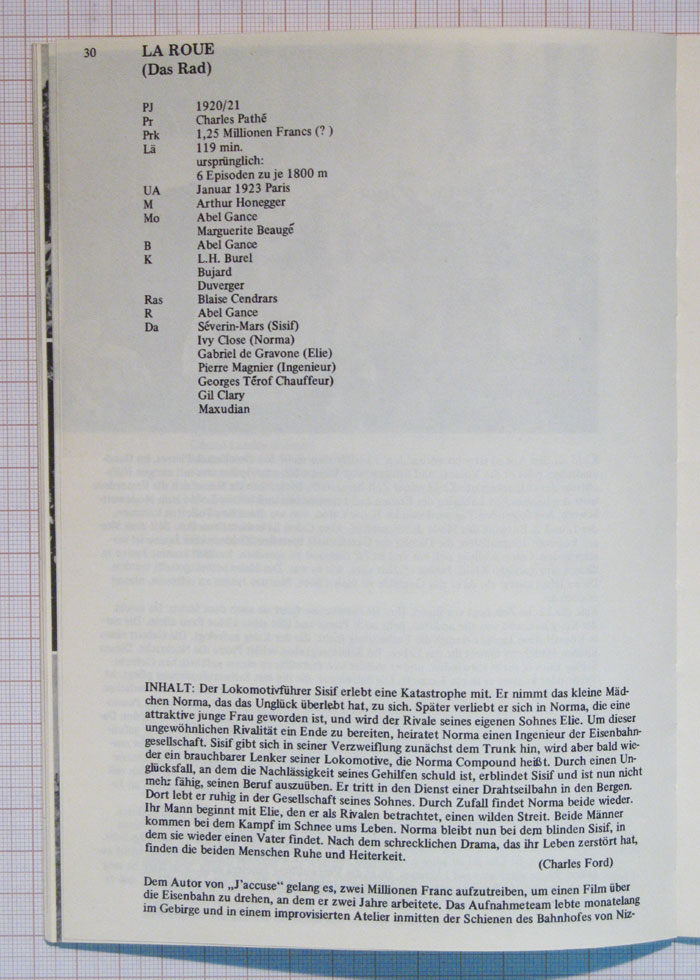 30
LA ROUE
(Das Rad)
PJ 1920/21
Pr Charles Pathé
Prk 1,25 Millionen Francs (? )
Lä 119 min.
ursprünglich:
6 Episoden zu je 1800 m
UA Januar 1923 Paris
M Arthur Honegger
Mo Abel Gance
Marguerite Beaugé
B Abel Gance
K L.H. Burel
Bujard
Duverger
Ras Blaise Cendrars
R Abel Gance
Da Séverin-Mars (Sisif)
Ivy Close (Norma)
Gabriel de Gravone (Elie)
Pierre Magnier (Ingenieur)
Georges Térof Chauffeur)
Gil Clary
Maxudian
INHALT: Der Lokomotivführer Sisif erlebt eine Katastrophe mit. Er nimmt das kleine Mäd-
chen Norma, das das Unglück überlebt hat, zu sich. Später verliebt er sich in Norma, die eine
attraktive junge Frau geworden ist, und wird der Rivale seines eigenen Sohnes Elie. Um dieser
ungewöhnlichen Rivalität ein Ende zu bereiten, heiratet Norma einen Ingenieur der Eisenbahn-
gesellschaft. Sisif gibt sich in seiner Verzweiflung zunächst dem Trunk hin, wird aber bald wie-
der ein brauchbarer Lenker seiner Lokomotive, die Norma Compound heißt. Durch einen Un-
glücksfall, an dem die Nachlässigkeit seines Gehilfen schuld ist, erblindet Sisif und ist nun nicht
mehr fähig, seinen Beruf auszuüben. Er tritt in den Dienst einer Drahtseilbahn in den Bergen.
Dort lebt er ruhig in der Gesellschaft seines Sohnes. Durch Zufall findet Norma beide wieder.
Ihr Mann beginnt mit Elie, den er als Rivalen betrachtet, einen wilden Streit. Beide Männer
kommen bei dem Kampf im Schnee ums Leben. Norma bleibt nun bei dem blinden Sisif, in
dem sie wieder einen Vater findet. Nach dem schrecklichen Drama, das ihr Leben zerstört hat,
finden die beiden Menschen Ruhe und Heiterkeit.
(Charles Ford)
Dem Autor von „J'accuse" gelang es, zwei Millionen Franc aufzutreiben, um einen Film über
die Eisenbahn zu drehen, an dem er zwei Jahre arbeitete. Das Aufnahmeteam lebte monatelang
im Gebirge und in einem improvisierten Atelier inmitten der Schienen des Bahnhofes von Niz-